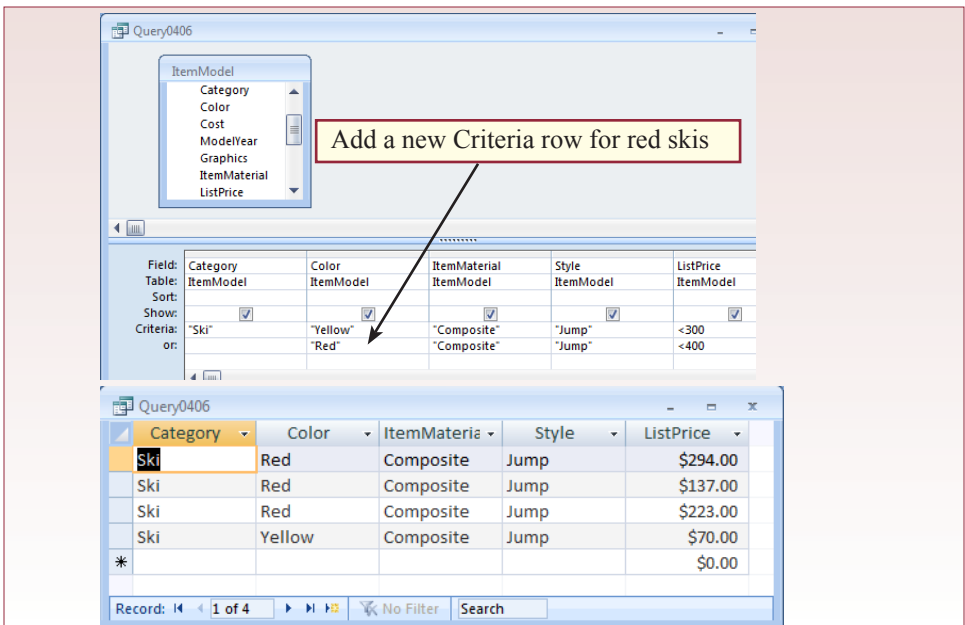 Query0406
ItemModel
Category
Color
Cost
ModelYear
Graphics
ItemMaterial
ListPrice
Add a new Criteria row for red skis
Field: Category Color ItemMaterial Style ListPrice
Table: ItemModel ItemModel ItemModel ItemModel ItemModel
Sort:
Show:
Criteria: "Ski" "Yellow" "Composite" "Jump" <300
or: "Red" "Composite" "Jump" <400
Query0406
Category Color ItemMateria Style ListPrice
Ski Red Composite Jump $294.00
Ski Red Composite Jump $137.00
Ski Red Composite Jump $223.00
Ski Yellow Composite Jump $70.00
$0.00
Record: 1 of 4 No Filter Search